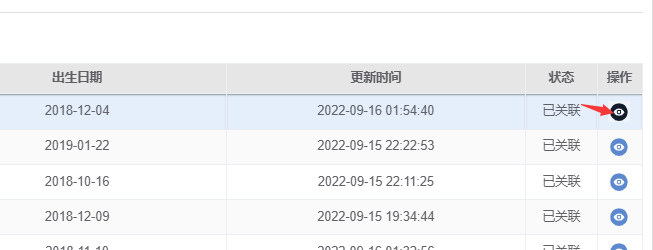 出生日期 更新时间 状态 操作
2018-12-04 2022-09-16 01:54:40 已关联
2019-01-22 2022-09-15 22:22:53 已关联
2018-10-16 2022-09-15 22:11:25 已关联
2018-12-09 2022-09-15 19:34:44 已关联